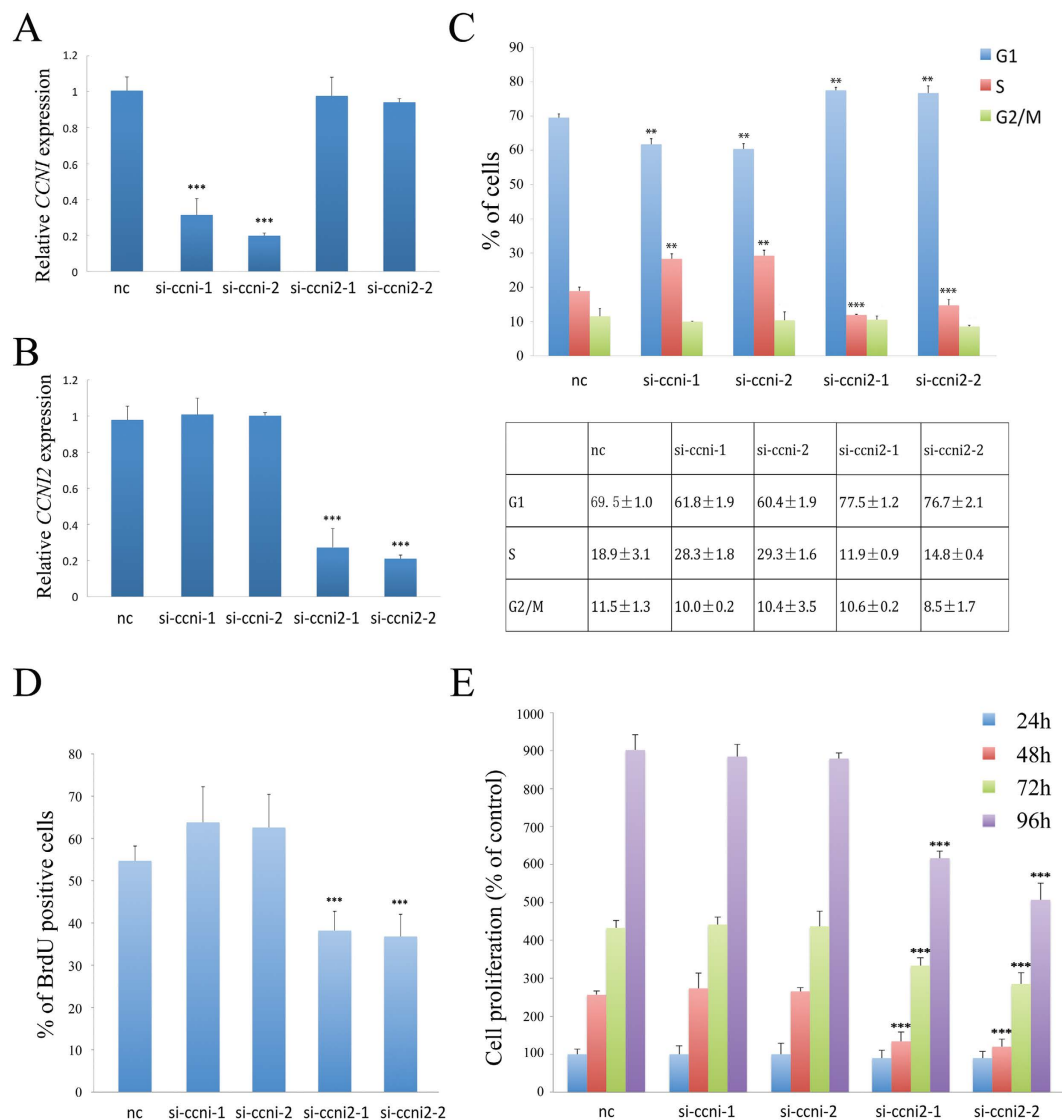 A
1.2
1
0.8
0.6
0.4
0.2
0
Relative CCNI expression
***
***
nc si-ccni-1 si-ccni-2 si-ccni2-1 si-ccni2-2
B
1.2
1
0.8
0.6
0.4
0.2
0
Relative CCNI2 expression
***
***
nc si-ccni-1 si-ccni-2 si-ccni2-1 si-ccni2-2
C
90
80
70
60
50
40
30
20
10
0
% of cells
G1
S
G2/M
** ** ** **
** ** *** ***
nc si-ccni-1 si-ccni-2 si-ccni2-1 si-ccni2-2
nc si-ccni-1 si-ccni-2 si-ccni2-1 si-ccni2-2
G1 69.5±1.0 61.8±1.9 60.4±1.9 77.5±1.2 76.7±2.1
S 18.9±3.1 28.3±1.8 29.3±1.6 11.9±0.9 14.8±0.4
G2/M 11.5±1.3 10.0±0.2 10.4±3.5 10.6±0.2 8.5±1.7
D
80
70
60
50
40
30
20
10
0
% of BrdU positive cells
*** ***
nc si-ccni-1 si-ccni-2 si-ccni2-1 si-ccni2-2
E
1000
900
800
700
600
500
400
300
200
100
0
Cell proliferation (% of control)
24h
48h
72h
96h
*** *** ***
*** *** ***
nc si-ccni-1 si-ccni-2 si-ccni2-1 si-ccni2-2